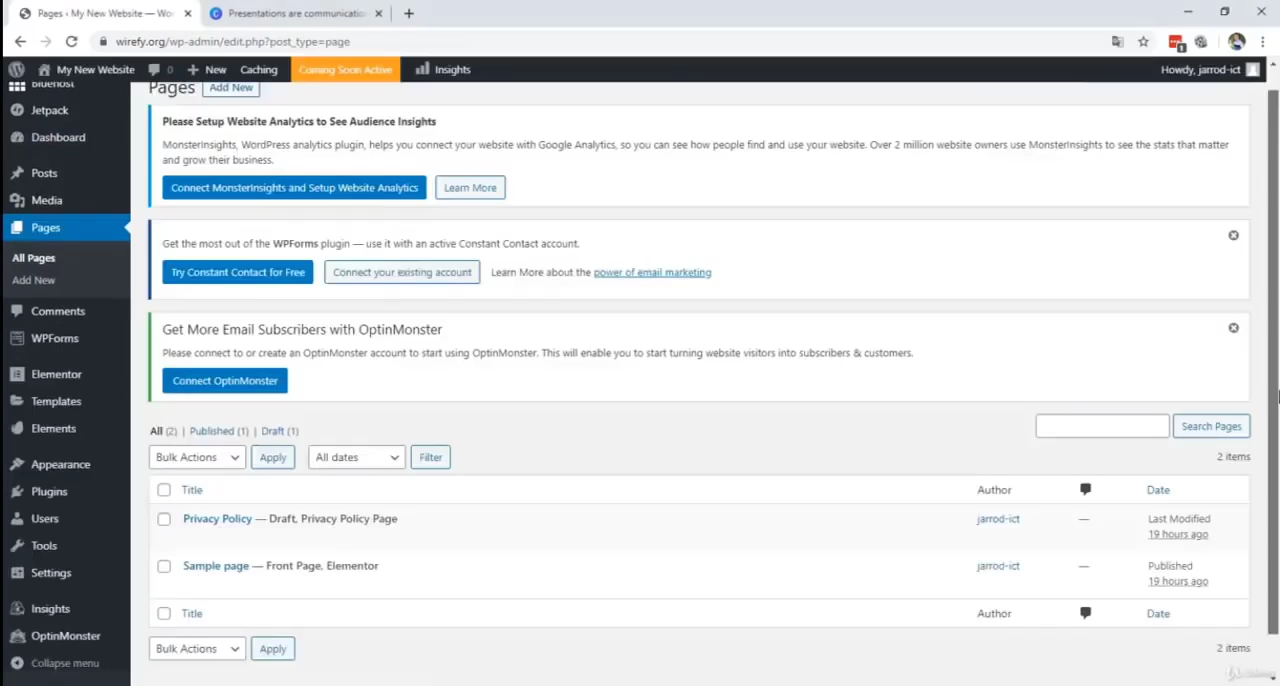 Pages ‹ My New Website — Wo
Presentations are communicatio
wirefy.org/wp-admin/edit.php?post_type=page
My New Website 0 New Caching Coming Soon Active Insights Howdy, jarrod-ict
Bluehost
Jetpack
Dashboard
Posts
Media
Pages
All Pages
Add New
Comments
WPForms
Elementor
Templates
Elements
Appearance
Plugins
Users
Tools
Settings
Insights
OptinMonster
Collapse menu
Pages Add New
Please Setup Website Analytics to See Audience Insights
MonsterInsights, WordPress analytics plugin, helps you connect your website with Google Analytics, so you can see how people find and use your website. Over 2 million website owners use MonsterInsights to see the stats that matter
and grow their business.
Connect MonsterInsights and Setup Website Analytics Learn More
Get the most out of the WPForms plugin — use it with an active Constant Contact account.
Try Constant Contact for Free Connect your existing account Learn More about the power of email marketing
Get More Email Subscribers with OptinMonster
Please connect to or create an OptinMonster account to start using OptinMonster. This will enable you to start turning website visitors into subscribers & customers.
Connect OptinMonster
All (2) | Published (1) | Draft (1)
Search Pages
Bulk Actions Apply All dates Filter
2 items
Title Author Date
Privacy Policy — Draft, Privacy Policy Page jarrod-ict — Last Modified
19 hours ago
Sample page — Front Page, Elementor jarrod-ict — Published
19 hours ago
Title Author Date
Bulk Actions Apply
2 items